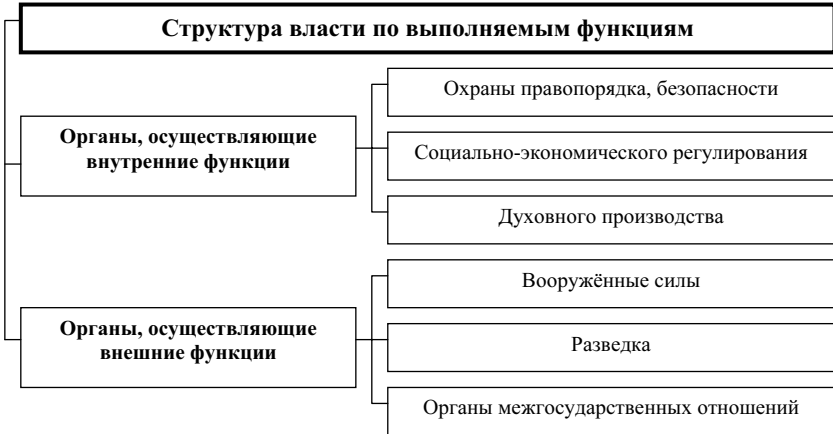 Структура власти по выполняемым функциям
Охраны правопорядка, безопасности
Органы, осуществляющие
внутренние функции
Социально-экономического регулирования
Духовного производства
Вооружённые силы
Органы, осуществляющие
внешние функции
Разведка
Органы межгосударственных отношений